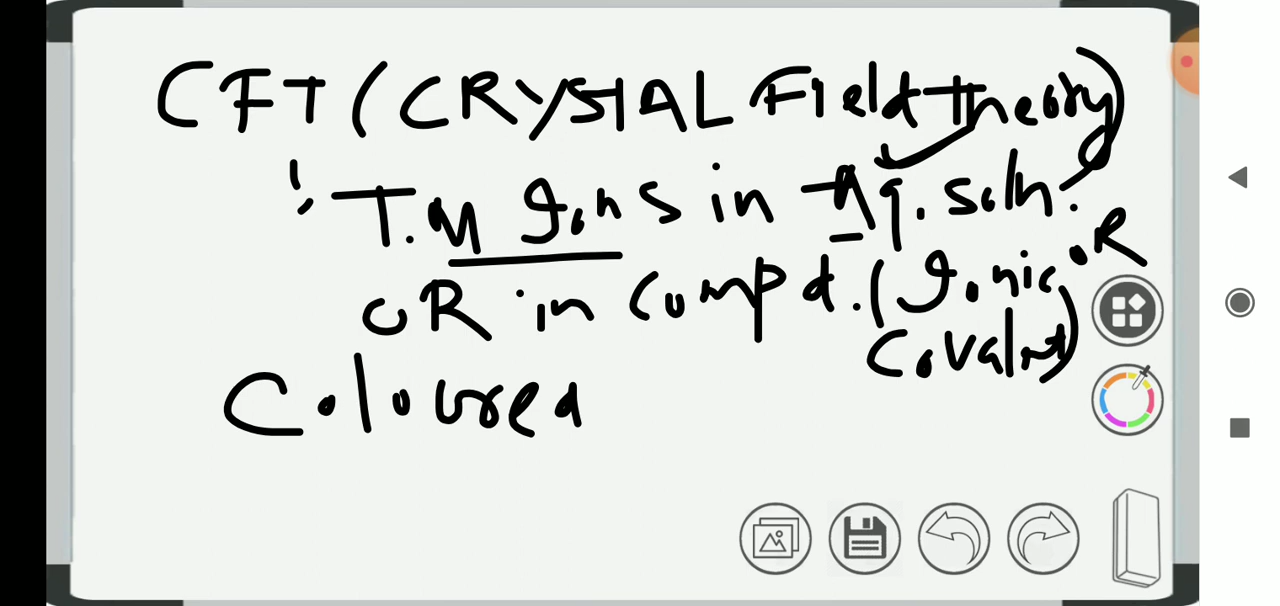 CFT (CRYSTAL Field Theory)
: T.M Ions in Aq. soln. OR
OR in Compd. (Ionic
Covalent)
Coloured